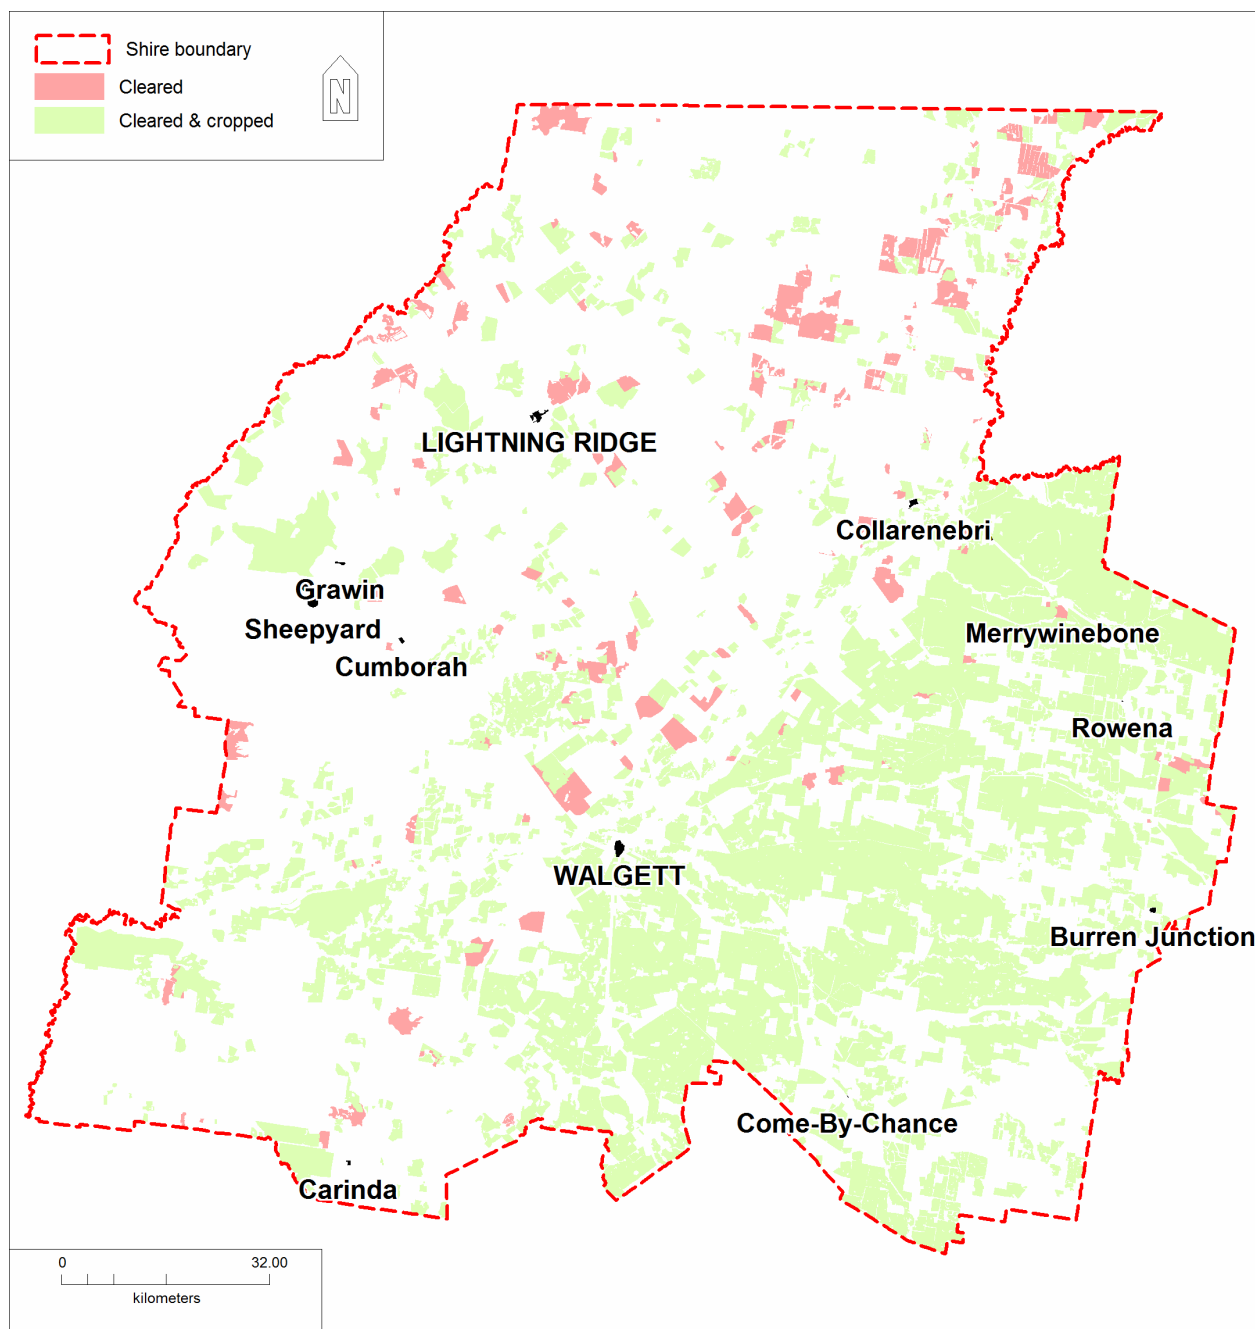 Shire boundary
Cleared
Cleared & cropped
N
LIGHTNING RIDGE
Collarenebri
Grawin
Sheepyard
Merrywinebone
Cumborah
Rowena
WALGETT
Burren Junction
Come-By-Chance
Carinda
0 32.00
kilometers